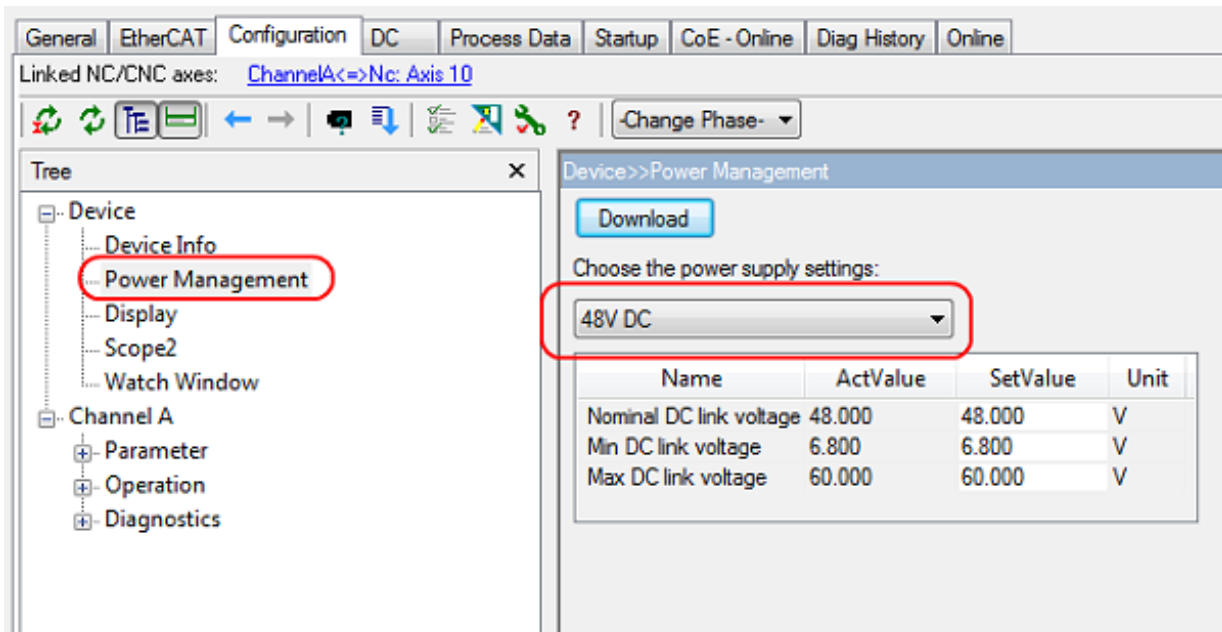 General EtherCAT Configuration DC Process Data Startup CoE - Online Diag History Online
Linked NC/CNC axes: ChannelA<=>Nc: Axis 10
TE ? -Change Phase-
Tree x
Device
Device Info
Power Management
Display
Scope2
Watch Window
Channel A
Parameter
Operation
Diagnostics
Device>>Power Management
Download
Choose the power supply settings:
48V DC
Name ActValue SetValue Unit
Nominal DC link voltage 48.000 48.000 V
Min DC link voltage 6.800 6.800 V
Max DC link voltage 60.000 60.000 V